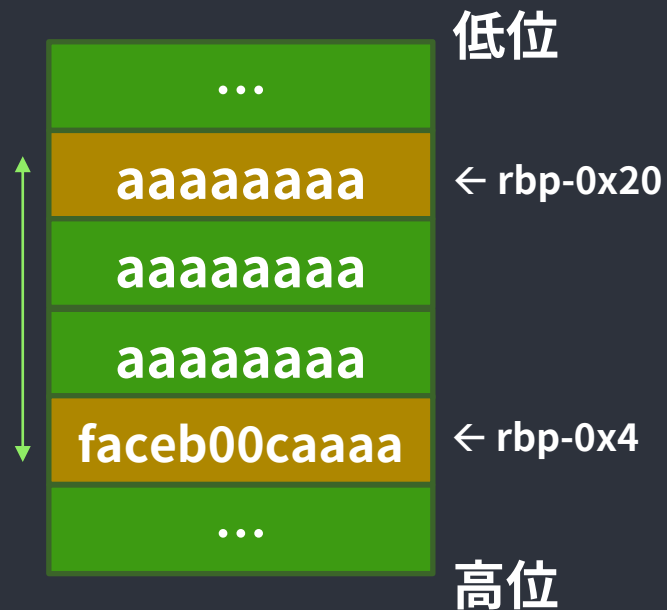 低位
...
aaaaaaaa
← rbp-0x20
aaaaaaaa
aaaaaaaa
faceb00caaaa
← rbp-0x4
...
高位